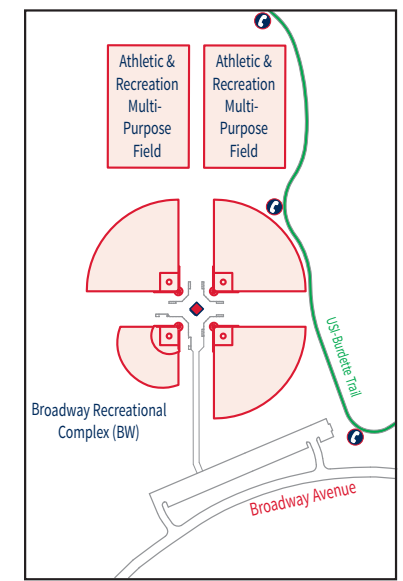 Athletic &
Recreation
Multi-
Purpose
Field
Athletic &
Recreation
Multi-
Purpose
Field
USI-Burdette Trail
Broadway Recreational
Complex (BW)
Broadway Avenue